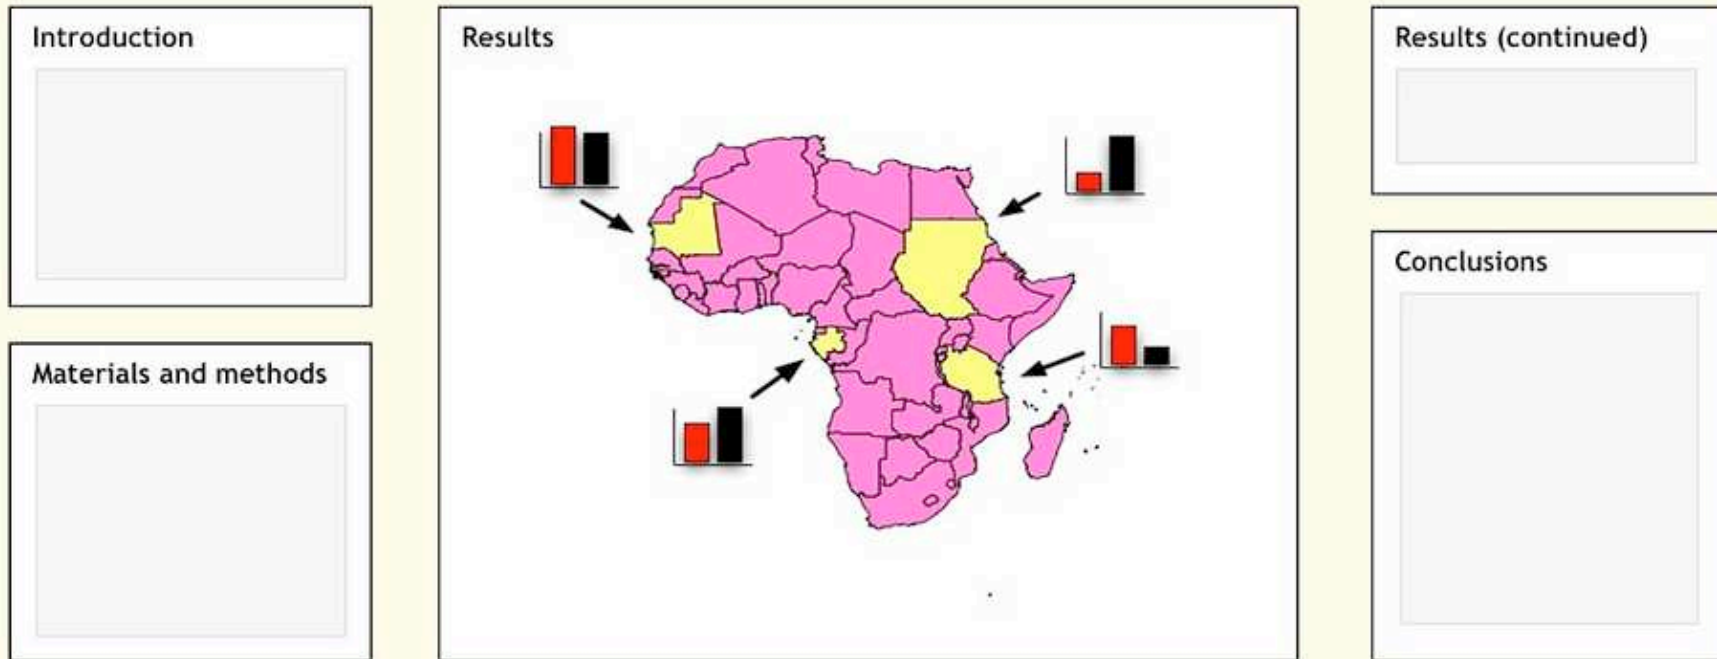 Introduction
Materials and methods
Results
Results (continued)
Conclusions